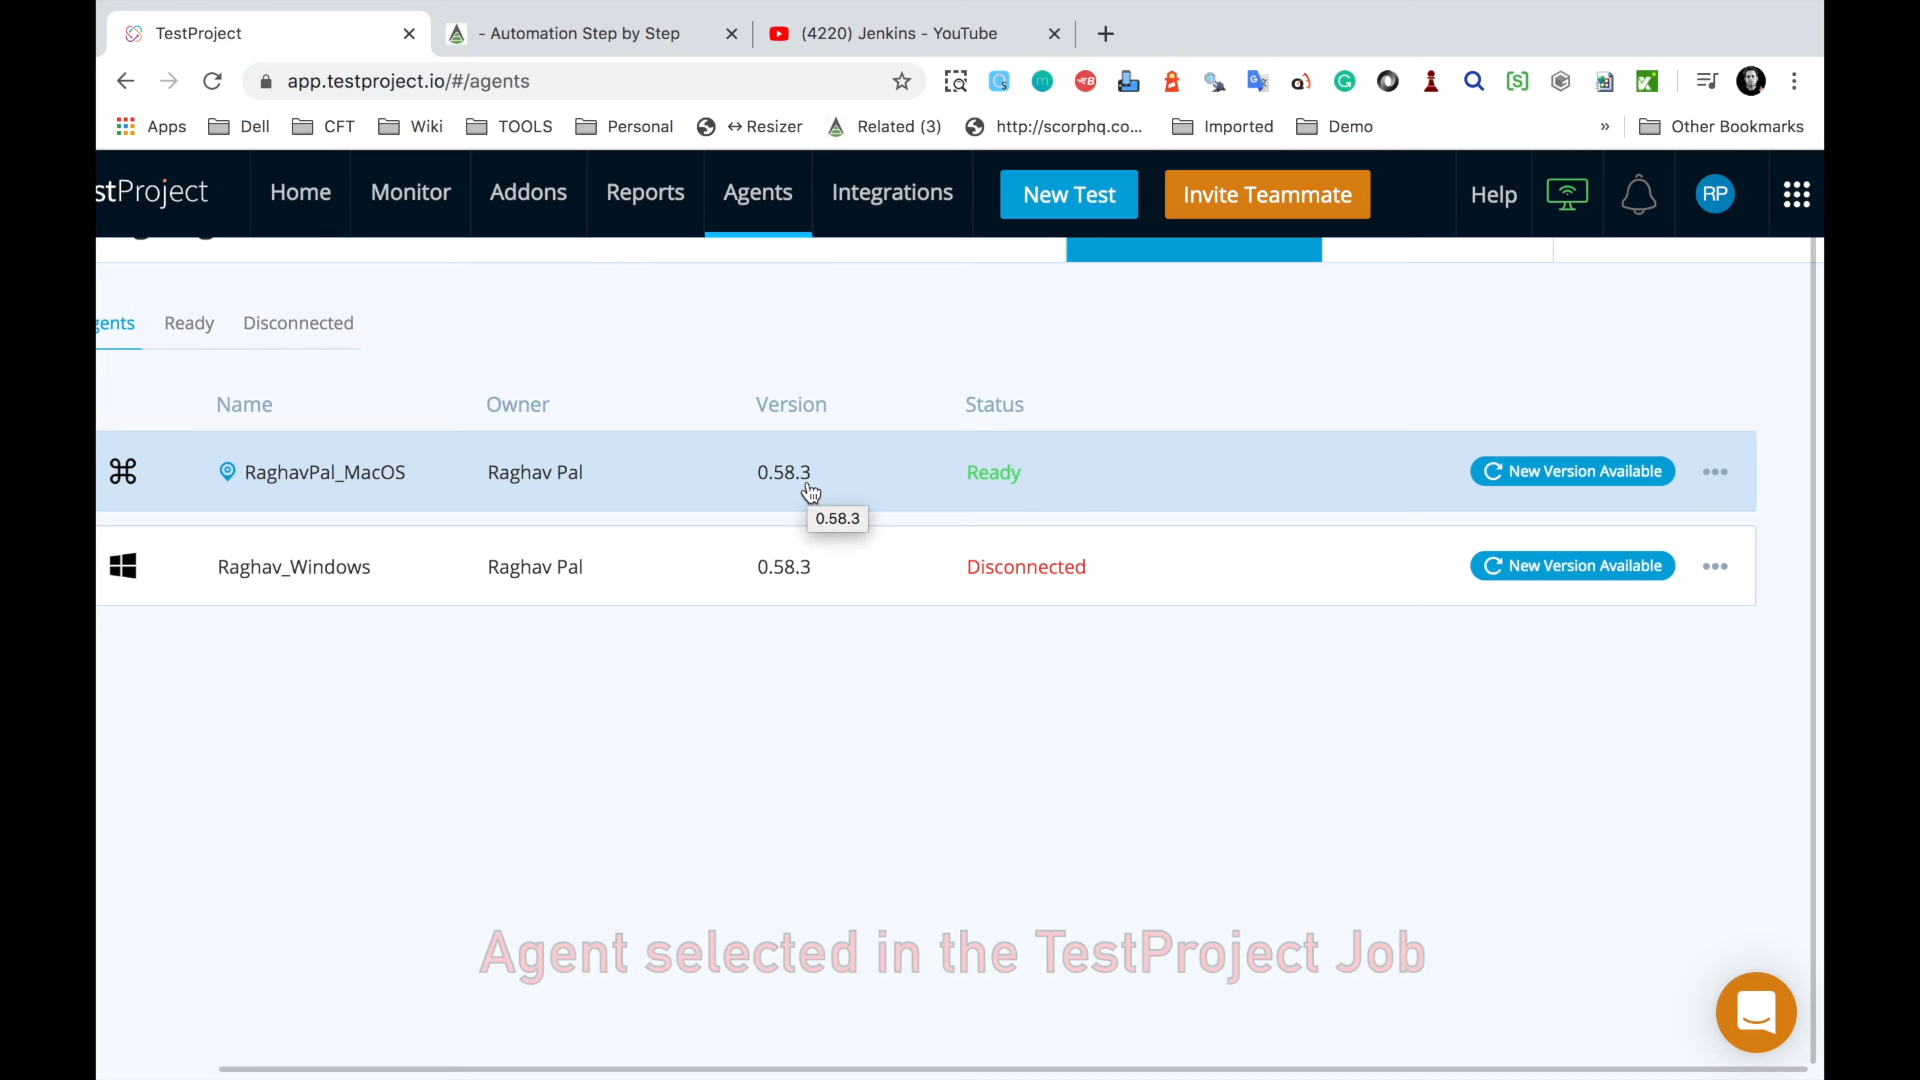 TestProject
- Automation Step by Step
(4220) Jenkins - YouTube
app.testproject.io/#/agents
Apps
Dell
CFT
Wiki
TOOLS
Personal
↔Resizer
Related (3)
http://scorphq.co...
Imported
Demo
»
Other Bookmarks
stProject
Home
Monitor
Addons
Reports
Agents
Integrations
New Test
Invite Teammate
Help
RP
gents
Ready
Disconnected
Name
Owner
Version
Status
RaghavPal_MacOS
Raghav Pal
0.58.3
Ready
New Version Available
0.58.3
Raghav_Windows
Raghav Pal
0.58.3
Disconnected
New Version Available
Agent selected in the TestProject Job